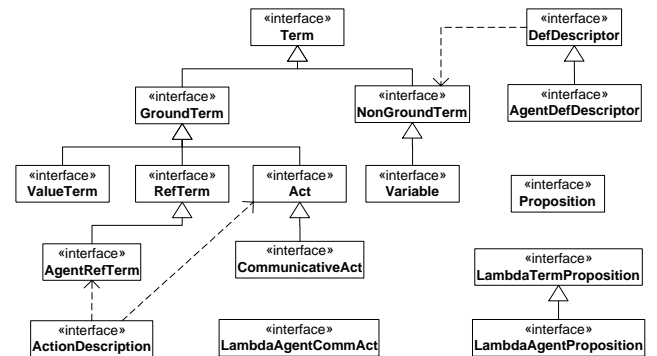 «interface»
Term
«interface»
DefDescriptor
«interface»
GroundTerm
«interface»
NonGroundTerm
«interface»
AgentDefDescriptor
«interface»
ValueTerm
«interface»
RefTerm
«interface»
Act
«interface»
Variable
«interface»
Proposition
«interface»
AgentRefTerm
«interface»
CommunicativeAct
«interface»
LambdaTermProposition
«interface»
ActionDescription
«interface»
LambdaAgentCommAct
«interface»
LambdaAgentProposition